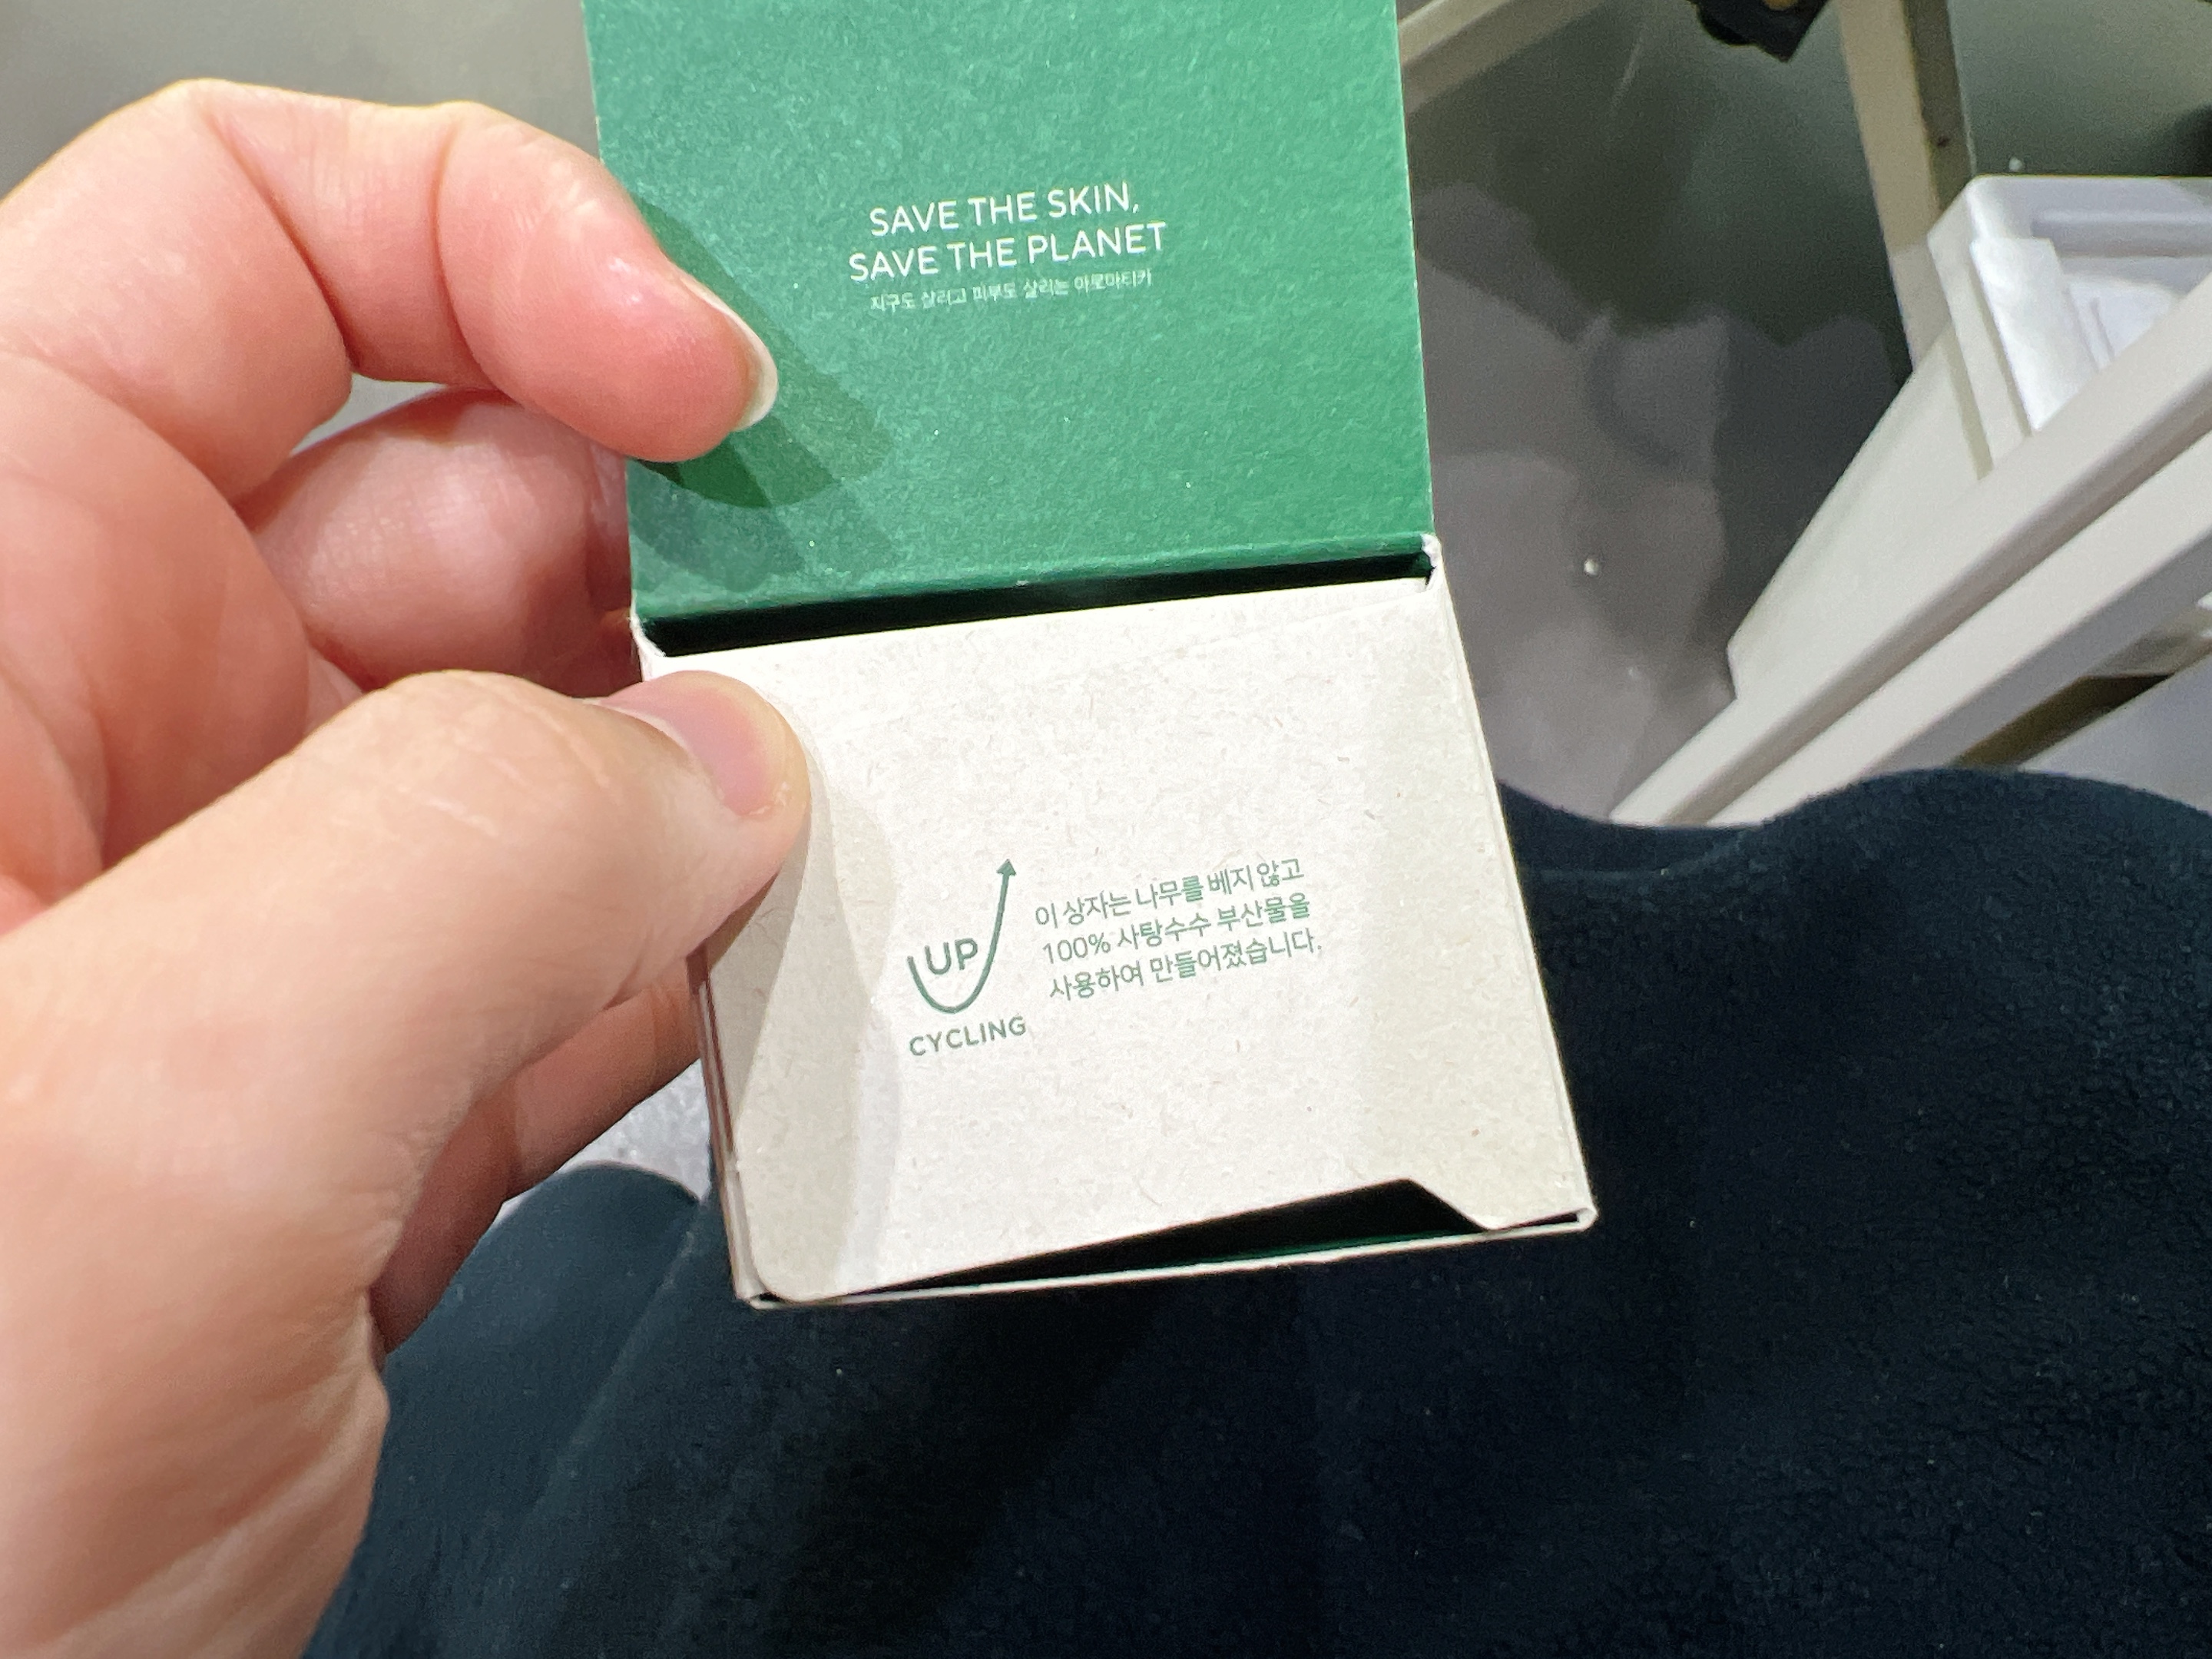 SAVE THE SKIN,
SAVE THE PLANET
지구도 살리고 피부도 살리는 아로마티카
UP
CYCLING
이 상자는 나무를 베지 않고
100% 사탕수수 부산물을
사용하여 만들어졌습니다.